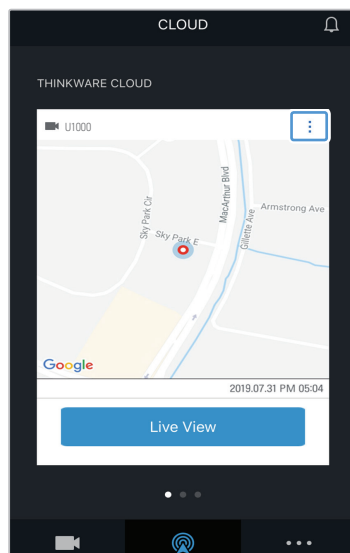 CLOUD
THINKWARE CLOUD
U1000
MacArthur Blvd
Armstrong Ave
Sky Park Cir
Gillette Ave
Sky Park E
Google
2019.07.31 PM 05:04
Live View